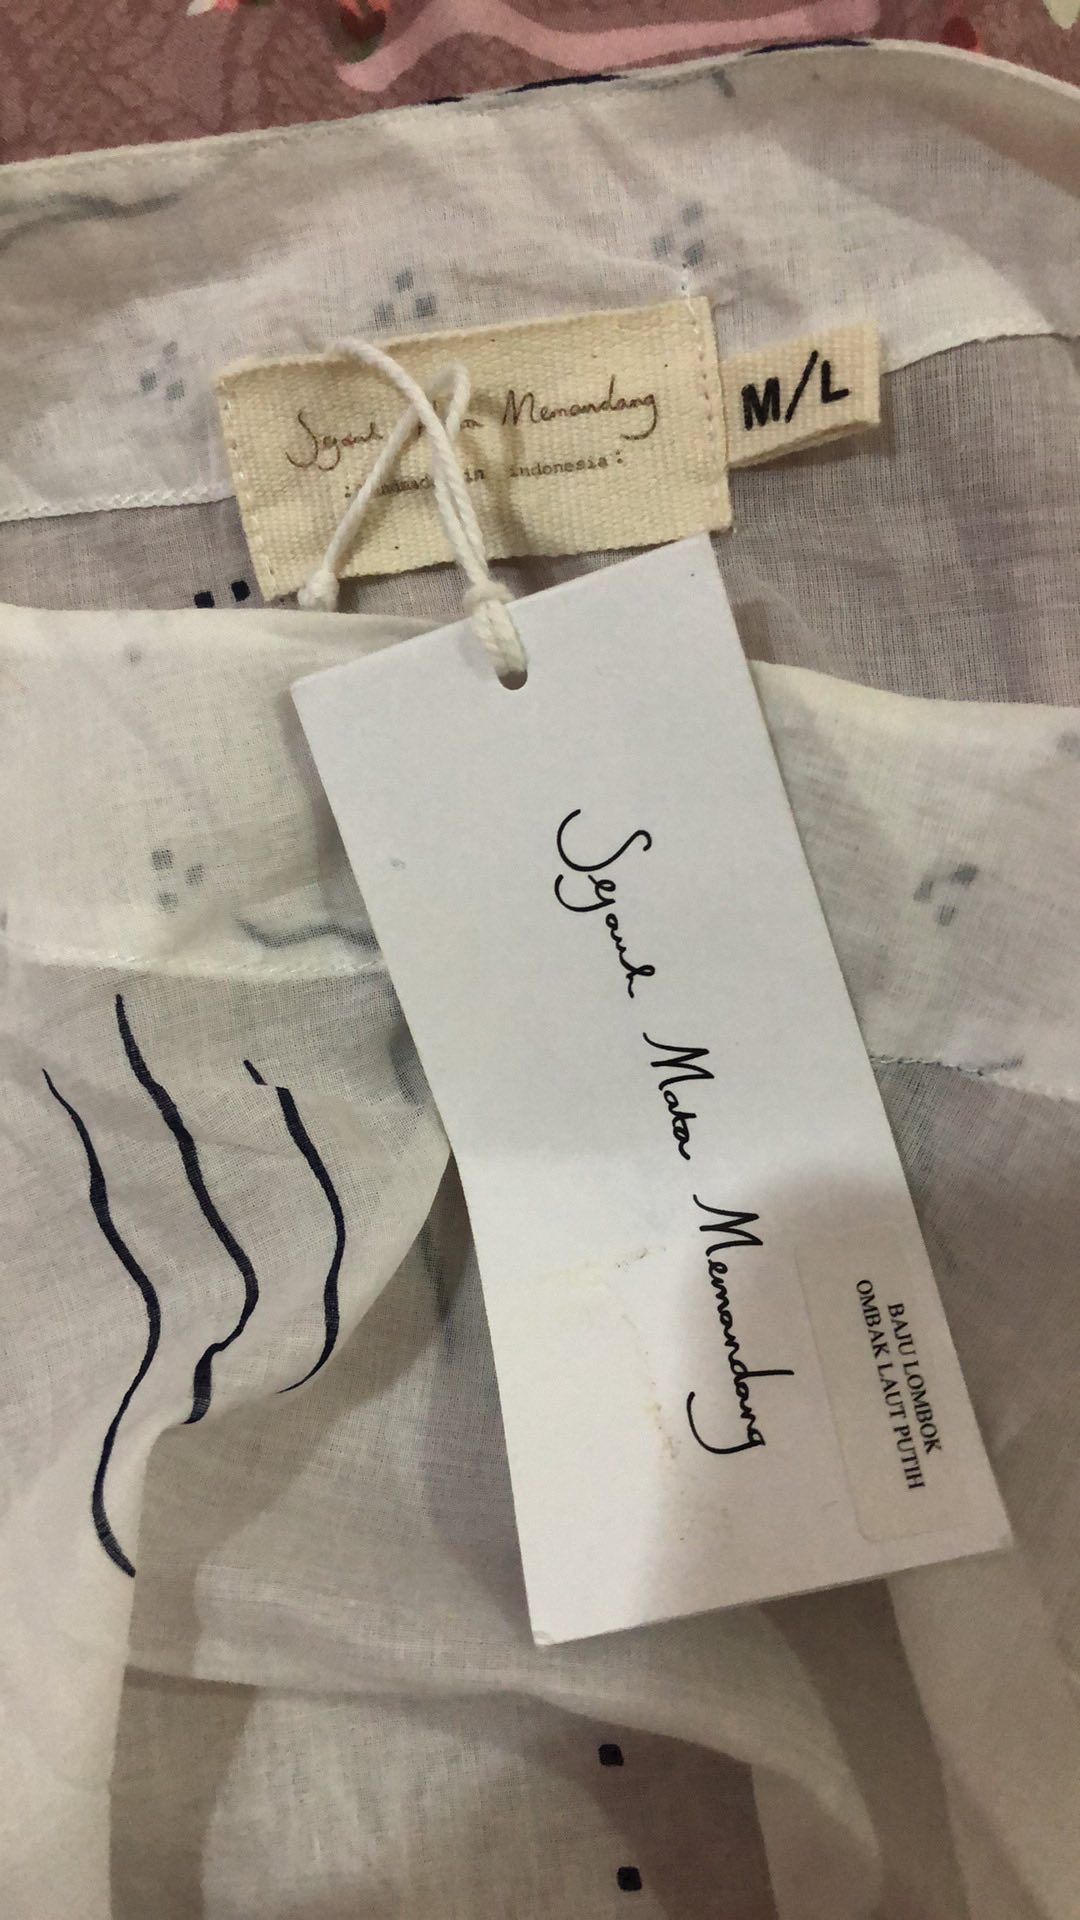 Sejauh Memandang
in indonesia:
M/L
Sejauh Mata Memandang
BAJU LOMBOK
OMBAK LAUT PUTIH